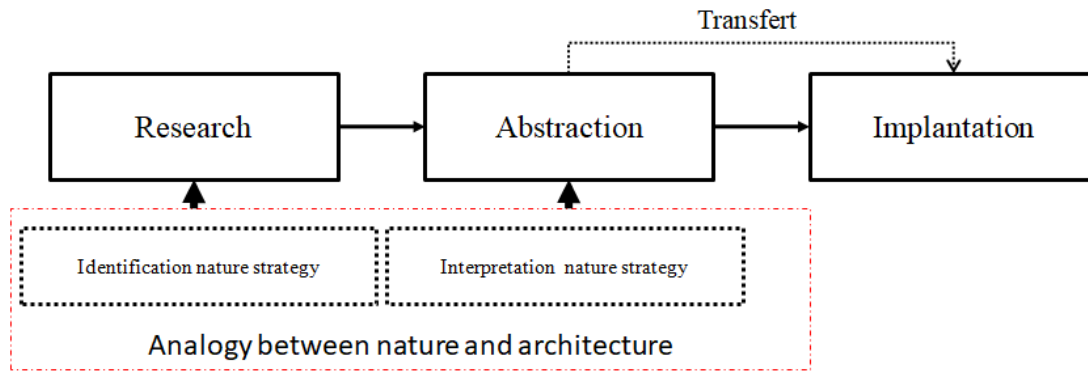 Transfert
Research
Abstraction
Implantation
Identification nature strategy
Interpretation nature strategy
Analogy between nature and architecture